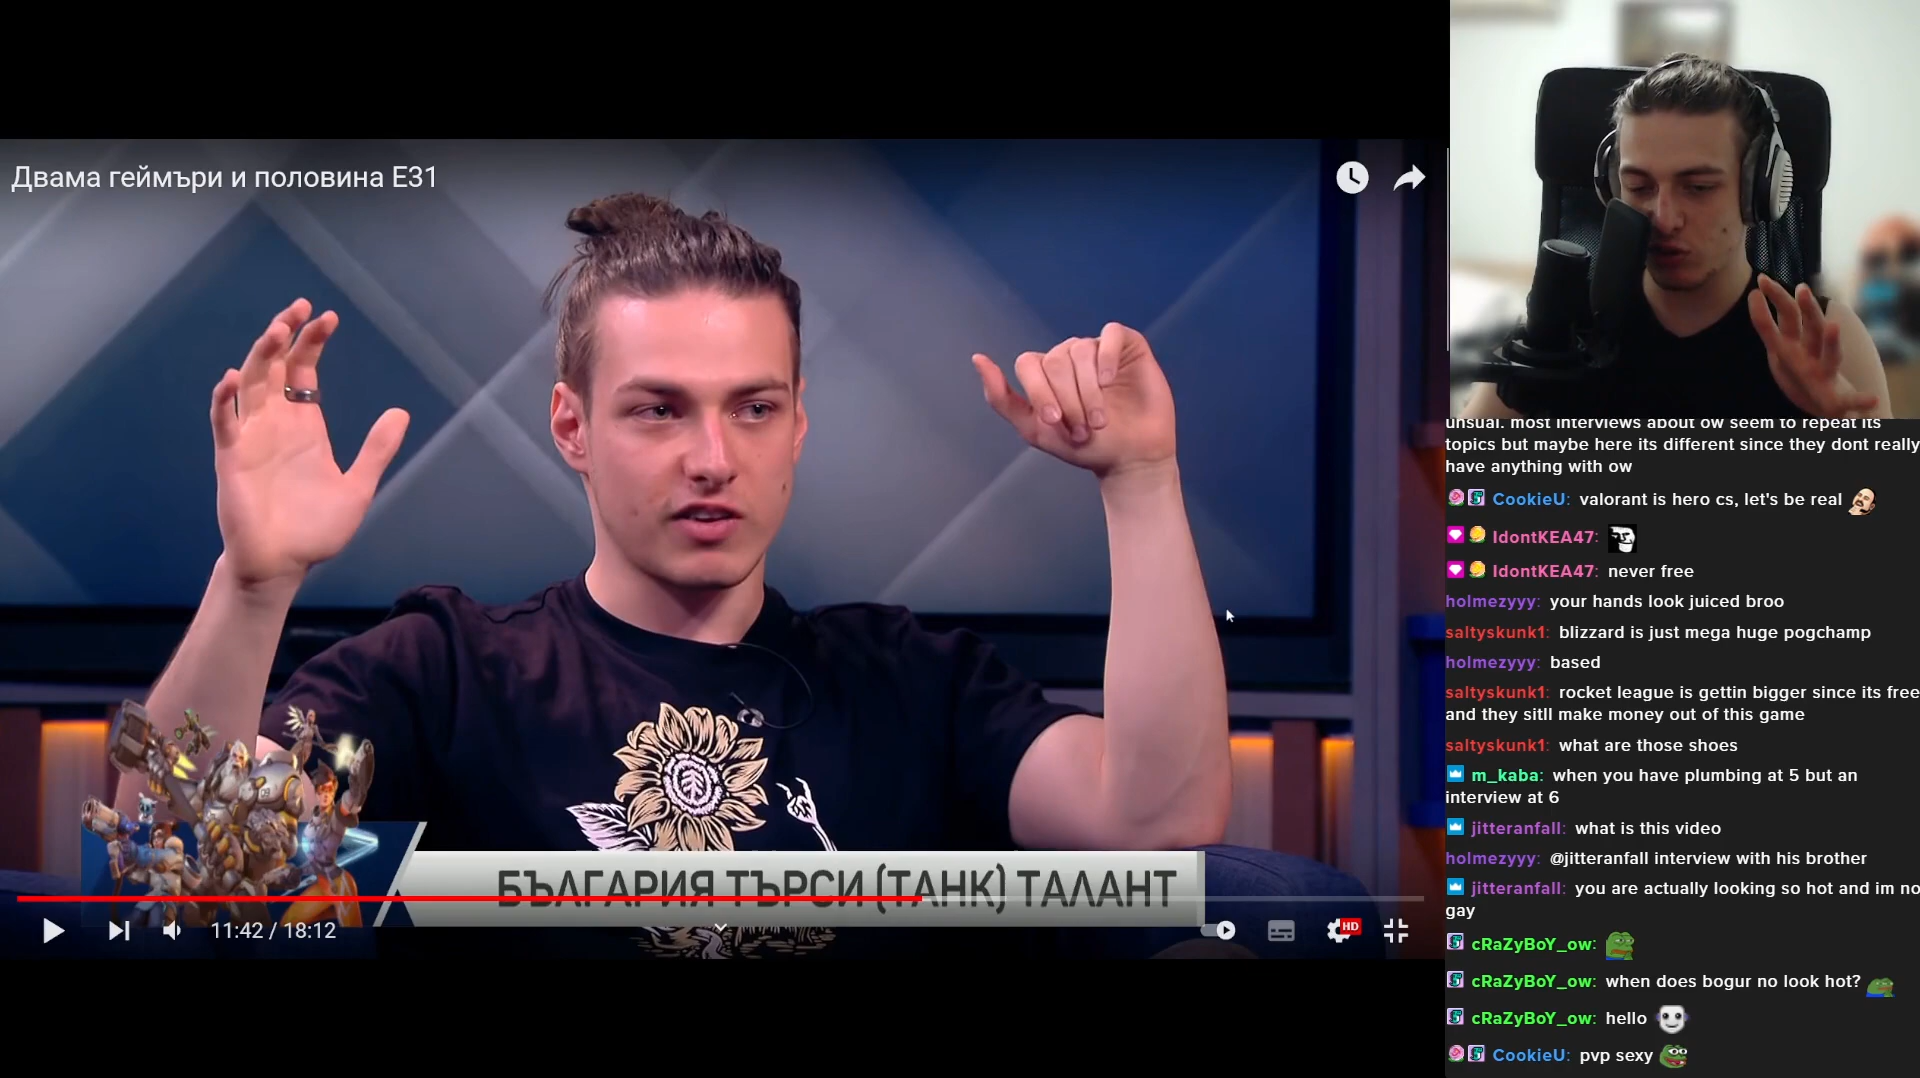 Двама геймъри и половина E31
БЪЛГАРИЯ ТЪРСИ (ТАНК) ТАЛАНТ
11:42 / 18:12
HD
unsual. most interviews about ow seem to repeat its
topics but maybe here its different since they dont really
have anything with ow
CookieU: valorant is hero cs, let's be real
IdontKEA47:
IdontKEA47: never free
holmezyyy: your hands look juiced broo
saltyskunk1: blizzard is just mega huge pogchamp
holmezyyy: based
saltyskunk1: rocket league is gettin bigger since its free
and they sitll make money out of this game
saltyskunk1: what are those shoes
m_kaba: when you have plumbing at 5 but an
interview at 6
jitteranfall: what is this video
holmezyyy: @jitteranfall interview with his brother
jitteranfall: you are actually looking so hot and im no
gay
cRaZyBoY_ow:
cRaZyBoY_ow: when does bogur no look hot?
cRaZyBoY_ow: hello
CookieU: pvp sexy